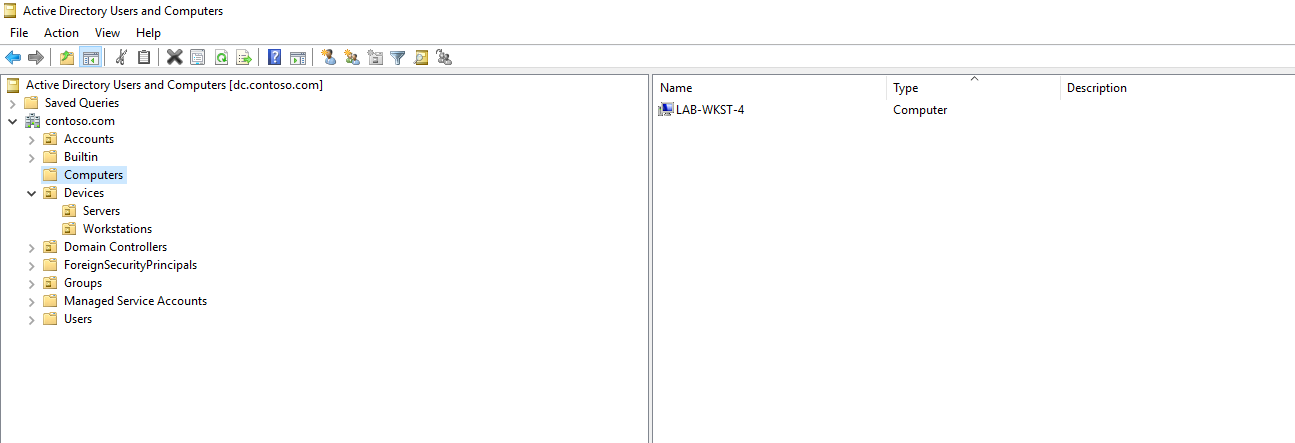 Active Directory Users and Computers
File Action View Help
Active Directory Users and Computers [dc.contoso.com]
Saved Queries
contoso.com
Accounts
Builtin
Computers
Devices
Servers
Workstations
Domain Controllers
ForeignSecurityPrincipals
Groups
Managed Service Accounts
Users
Name Type Description
LAB-WKST-4 Computer